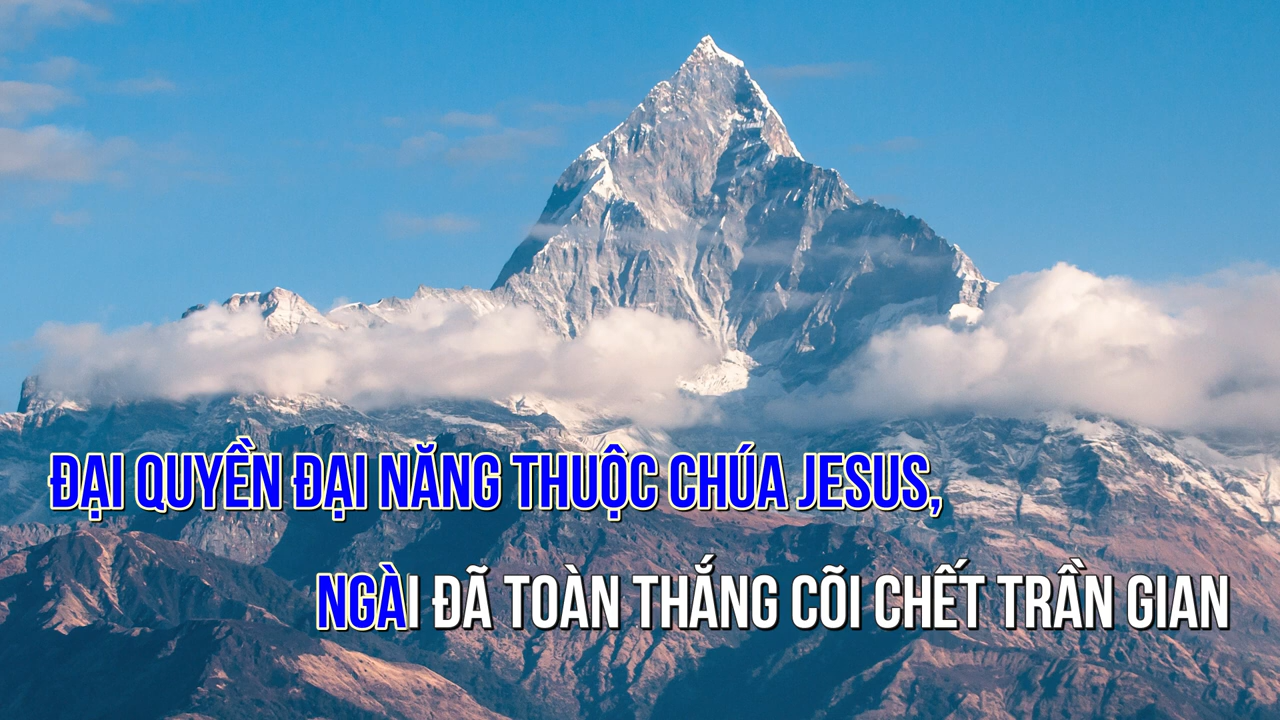 ĐẠI QUYỀN ĐẠI NĂNG THUỘC CHÚA JESUS,
NGÀI ĐÃ TOÀN THẮNG CÕI CHẾT TRẦN GIAN